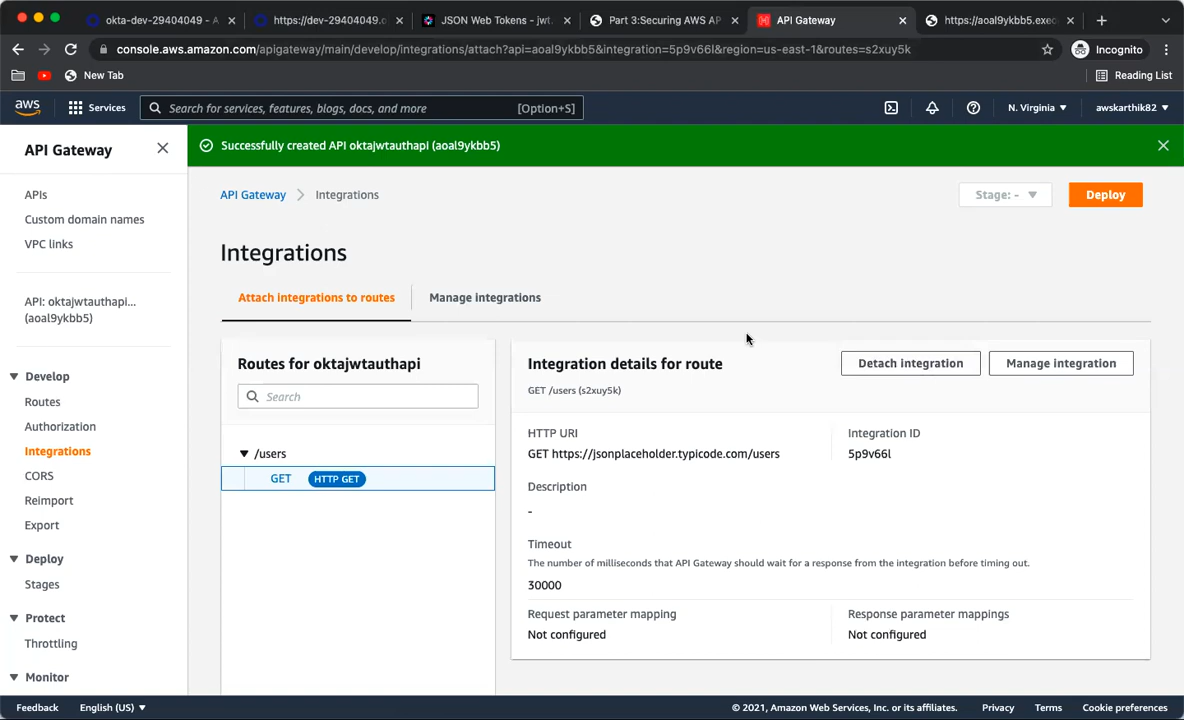 okta-dev-29404049 - A
https://dev-29404049.o
JSON Web Tokens - jwt.
Part 3:Securing AWS AP
API Gateway
https://aoal9ykbb5.exec
console.aws.amazon.com/apigateway/main/develop/integrations/attach?api=aoal9ykbb5&integration=5p9v66l&region=us-east-1&routes=s2xuy5k
Incognito
New Tab
Reading List
aws
Services
Search for services, features, blogs, docs, and more
[Option+S]
N. Virginia
awskarthik82
API Gateway
Successfully created API oktajwtauthapi (aoal9ykbb5)
APIs
Custom domain names
VPC links
API: oktajwtauthapi...
(aoal9ykbb5)
Develop
Routes
Authorization
Integrations
CORS
Reimport
Export
Deploy
Stages
Protect
Throttling
Monitor
API Gateway
Integrations
Stage: -
Deploy
Integrations
Attach integrations to routes
Manage integrations
Routes for oktajwtauthapi
Search
/users
GET
HTTP GET
Integration details for route
GET /users (s2xuy5k)
Detach integration
Manage integration
HTTP URI
GET https://jsonplaceholder.typicode.com/users
Integration ID
5p9v66l
Description
-
Timeout
The number of milliseconds that API Gateway should wait for a response from the integration before timing out.
30000
Request parameter mapping
Not configured
Response parameter mappings
Not configured
Feedback
English (US)
© 2021, Amazon Web Services, Inc. or its affiliates.
Privacy
Terms
Cookie preferences